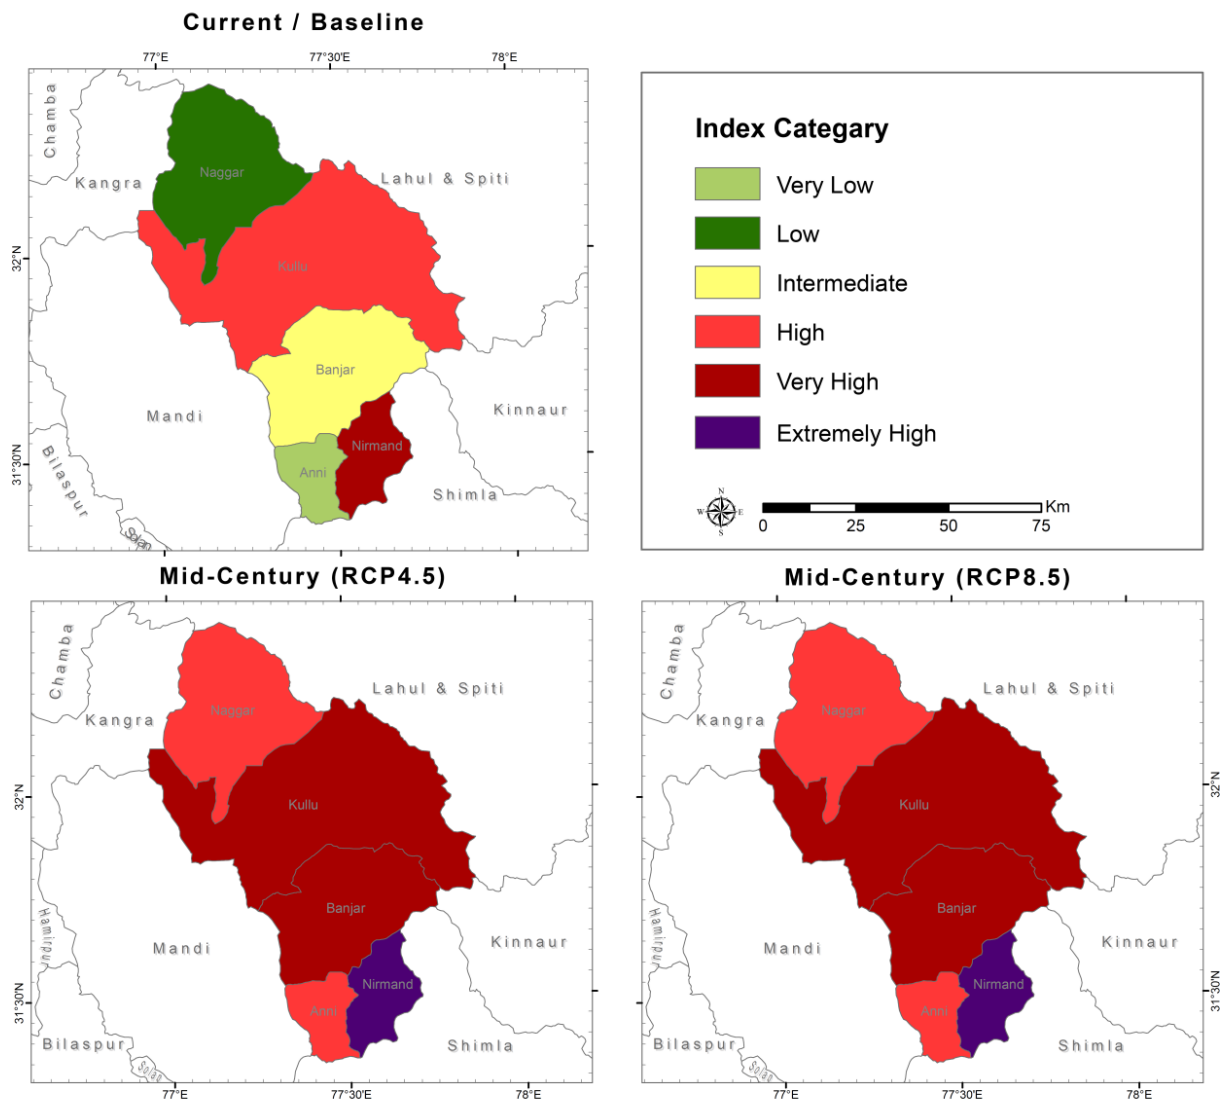 Current / Baseline
77°E
77°30'E
78°E
Chamba
Kangra
Naggar
Lahul & Spiti
32°N
Kullu
Banjar
Mandi
Kinnaur
Nirmand
Anni
31°30'N
Bilaspur
Shimla
Solan
Index Categary
Very Low
Low
Intermediate
High
Very High
Extremely High
N
W
E
S
Km
0
25
50
75
Mid-Century (RCP4.5)
Chamba
Kangra
Naggar
Lahul & Spiti
32°N
Kullu
Banjar
Hamirpur
Mandi
Kinnaur
Nirmand
31°30'N
Anni
Bilaspur
Shimla
Solan
77°E
77°30'E
78°E
Mid-Century (RCP8.5)
Chamba
Kangra
Naggar
Lahul & Spiti
32°N
Kullu
Banjar
Hamirpur
Mandi
Kinnaur
Nirmand
31°30'N
Anni
Bilaspur
Shimla
Solan
77°E
77°30'E
78°E